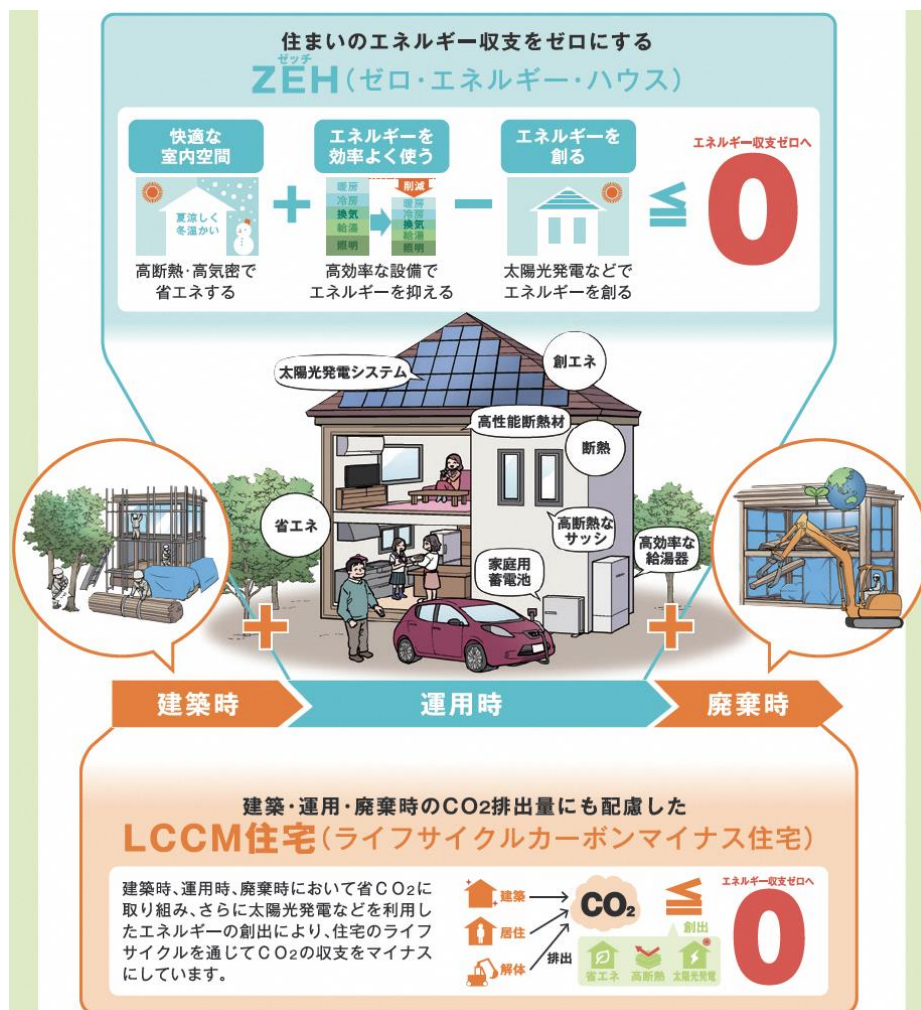 住まいのエネルギー収支をゼロにする
ゼッチ
ZEH(ゼロ・エネルギー・ハウス)
快適な
室内空間
夏涼しく
冬温かい
高断熱・高気密で
省エネする
+
エネルギーを
効率よく使う
暖房
冷房
換気
給湯
照明
削減
暖房
冷房
換気
給湯
照明
高効率な設備で
エネルギーを抑える
−
エネルギーを
創る
太陽光発電などで
エネルギーを創る
≦
エネルギー収支ゼロへ
0
太陽光発電システム
創エネ
高性能断熱材
断熱
省エネ
高断熱な
サッシ
高効率な
給湯器
家庭用
蓄電池
+
+
建築時
運用時
廃棄時
建築・運用・廃棄時のCO2排出量にも配慮した
LCCM住宅(ライフサイクルカーボンマイナス住宅)
建築時、運用時、廃棄時において省CO2に
取り組み、さらに太陽光発電などを利用し
たエネルギーの創出により、住宅のライフ
サイクルを通じてCO2の収支をマイナス
にしています。
建築
居住
解体
排出
CO2
≦
創出
省エネ
高断熱
太陽光発電
エネルギー収支ゼロへ
0